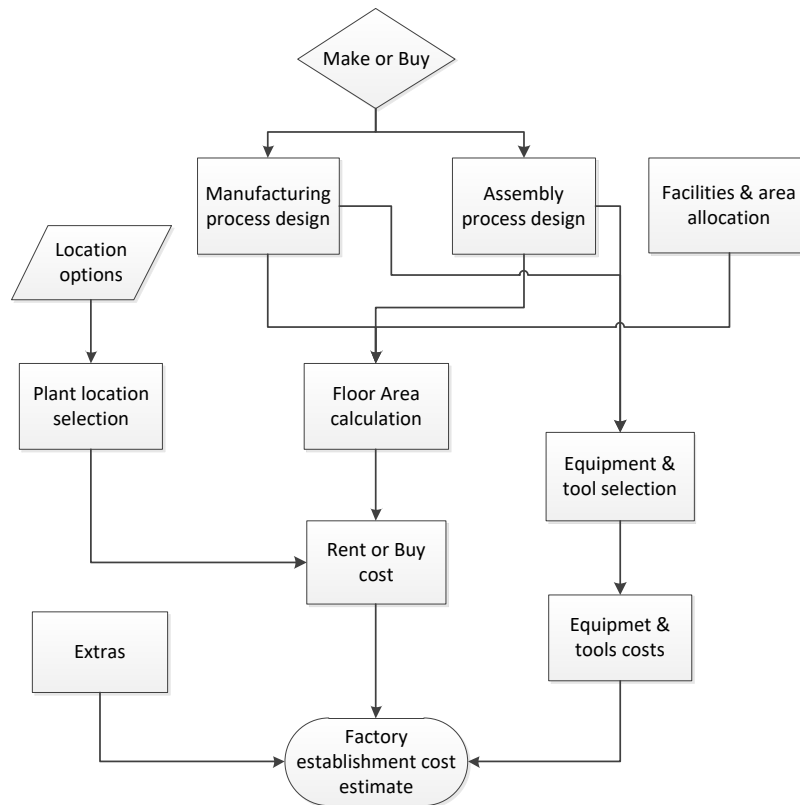 Make or Buy
Manufacturing
process design
Assembly
process design
Facilities & area
allocation
Location
options
Plant location
selection
Floor Area
calculation
Equipment &
tool selection
Rent or Buy
cost
Extras
Equipmet &
tools costs
Factory
establishment cost
estimate